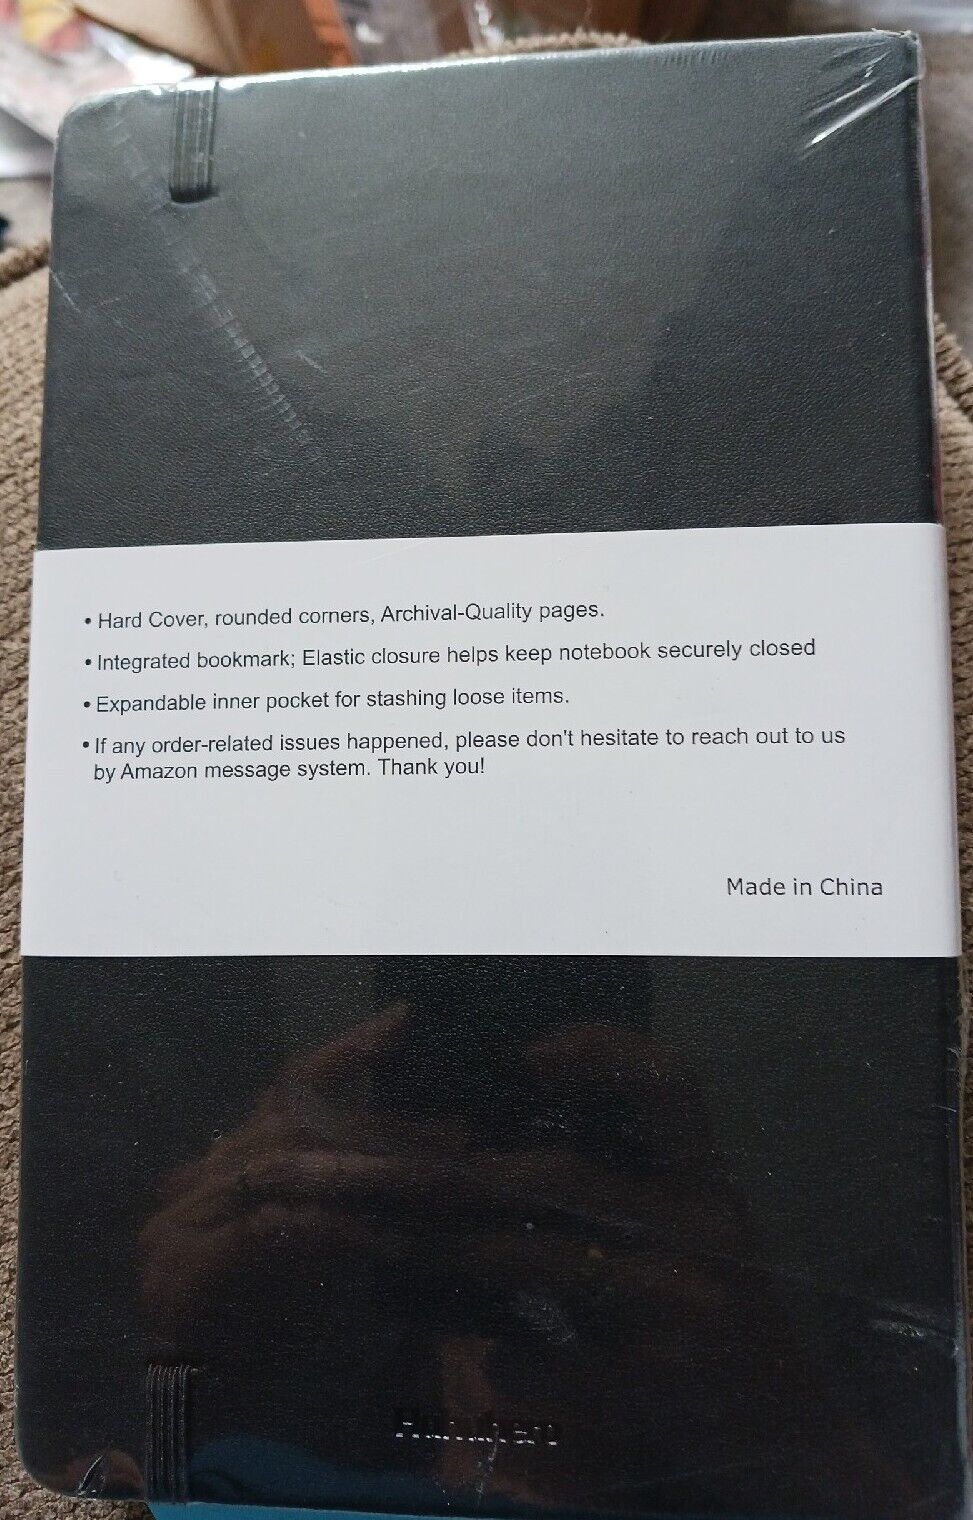 • Hard Cover, rounded corners, Archival-Quality pages.
• Integrated bookmark; Elastic closure helps keep notebook securely closed
• Expandable inner pocket for stashing loose items.
• If any order-related issues happened, please don't hesitate to reach out to us
by Amazon message system. Thank you!
Made in China